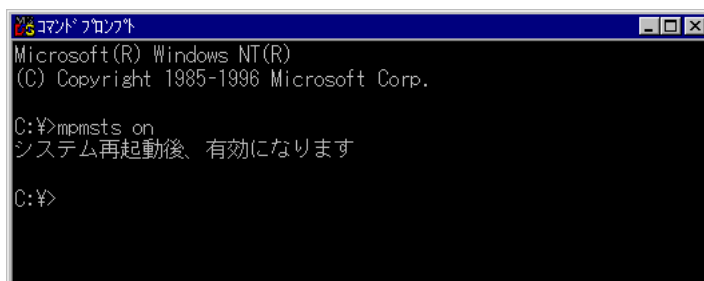 ｺﾏﾝﾄﾞ ﾌﾟﾛﾝﾌﾟﾄ
Microsoft(R) Windows NT(R)
(C) Copyright 1985-1996 Microsoft Corp.
C:¥>mpmsts on
システム再起動後、有効になります
C:¥>